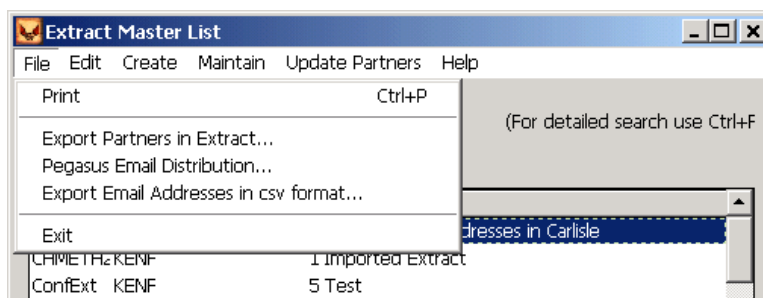 Extract Master List
File Edit Create Maintain Update Partners Help
Print Ctrl+P
(For detailed search use Ctrl+F
Export Partners in Extract...
Pegasus Email Distribution...
Export Email Addresses in csv format...
dresses in Carlisle
Exit
KENF 1 Imported Extract
ConfExt KENF 5 Test